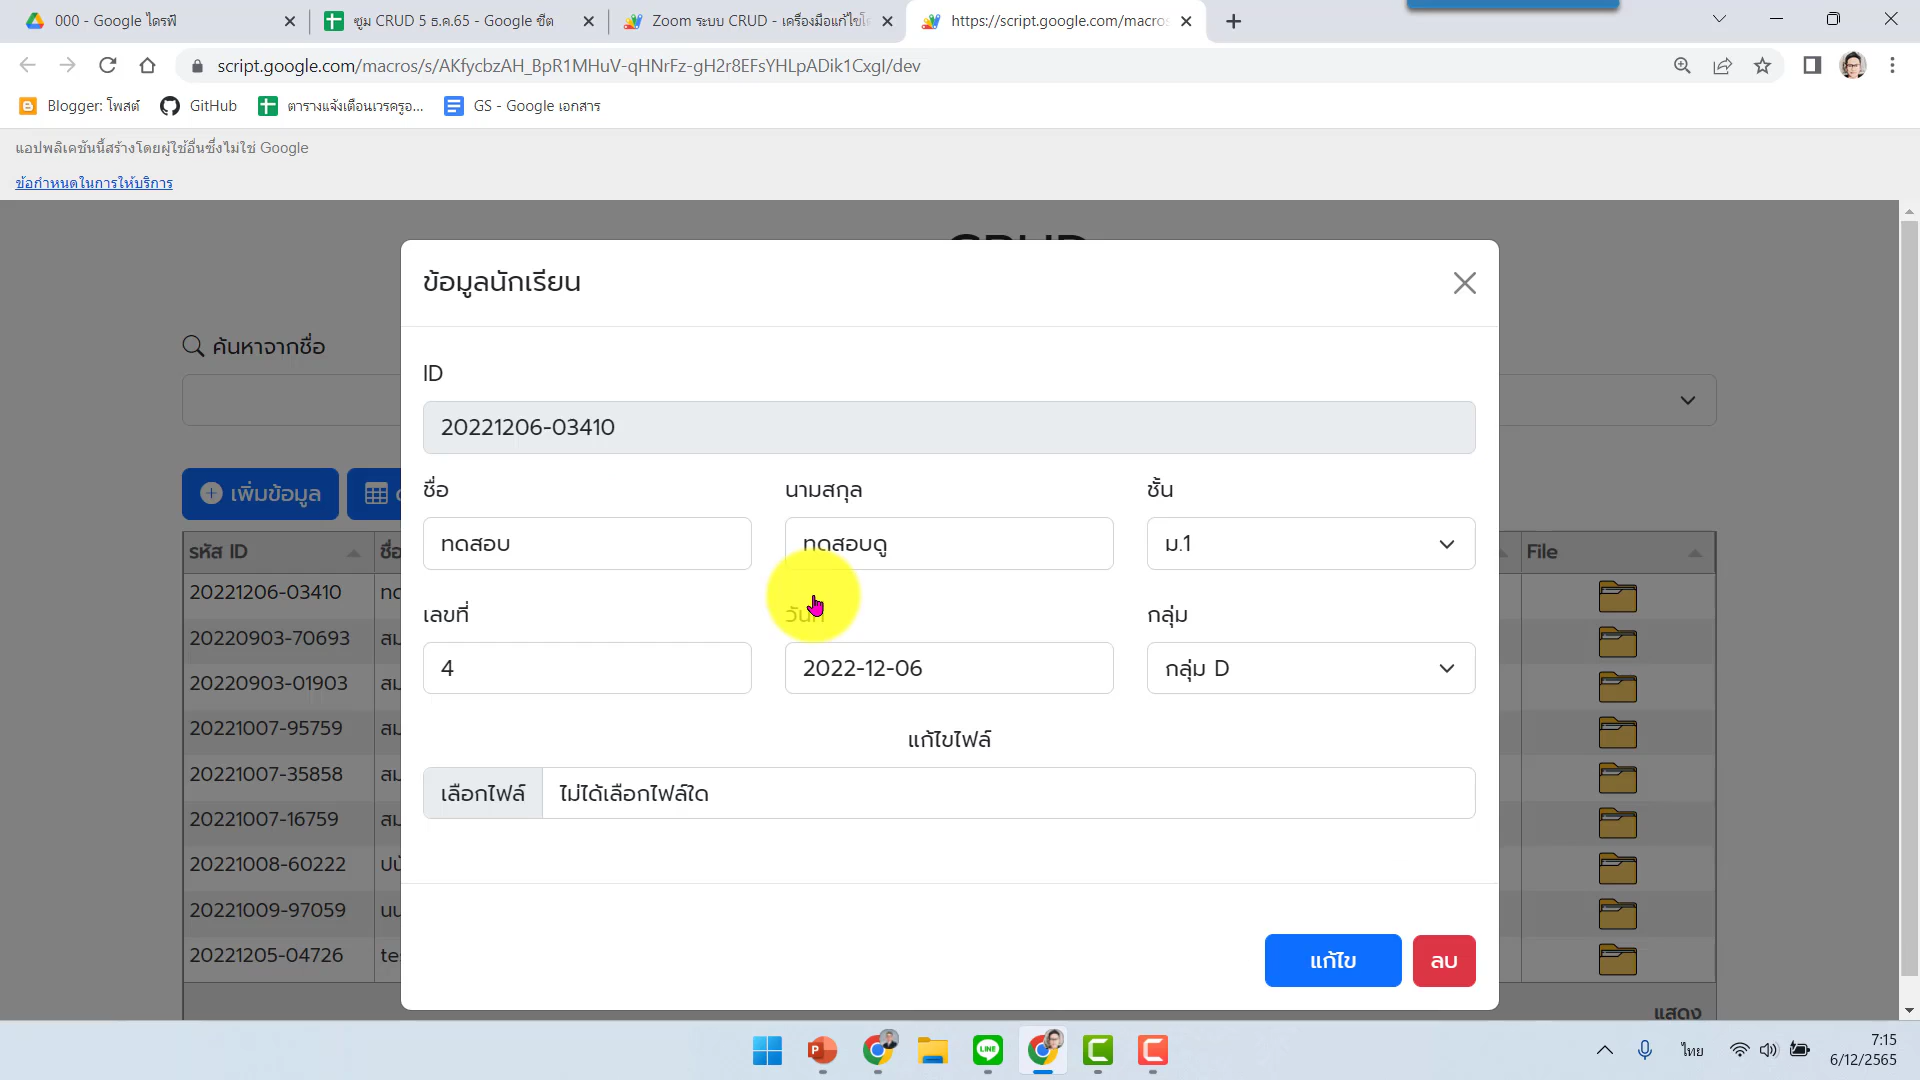 000 - Google ไดรฟ์
ซูม CRUD 5 ธ.ค.65 - Google ชีต
Zoom ระบบ CRUD - เครื่องมือแก้ไขโ
https://script.google.com/macros
script.google.com/macros/s/AKfycbzAH_BpR1MHuV-qHNrFz-gH2r8EFsYHLpADik1CxgI/dev
Blogger: โพสต์
GitHub
ตารางแจ้งเตือนเวรครูอ...
GS - Google เอกสาร
แอปพลิเคชันนี้สร้างโดยผู้ใช้อื่นซึ่งไม่ใช่ Google
ข้อกำหนดในการให้บริการ
CRUD
ข้อมูลนักเรียน
ค้นหาจากชื่อ
ID
20221206-03410
เพิ่มข้อมูล
ชื่อ
นามสกุล
ชั้น
ทดสอบ
ทดสอบดู
ม.1
รหัส ID
ชื่อ
File
20221206-03410
20220903-70693
20220903-01903
20221007-95759
20221007-35858
20221007-16759
20221008-60222
20221009-97059
20221205-04726
เลขที่
วันที่
กลุ่ม
4
2022-12-06
กลุ่ม D
แก้ไขไฟล์
เลือกไฟล์
ไม่ได้เลือกไฟล์ใด
แก้ไข
ลบ
แสดง
ไทย
7:15
6/12/2565